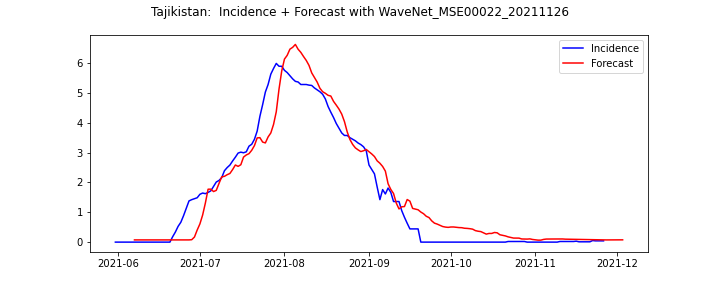 Tajikistan:  Incidence + Forecast with WaveNet_MSE00022_20211126
Incidence
Forecast
6
5
4
3
2
1
0
2021-06 2021-07 2021-08 2021-09 2021-10 2021-11 2021-12